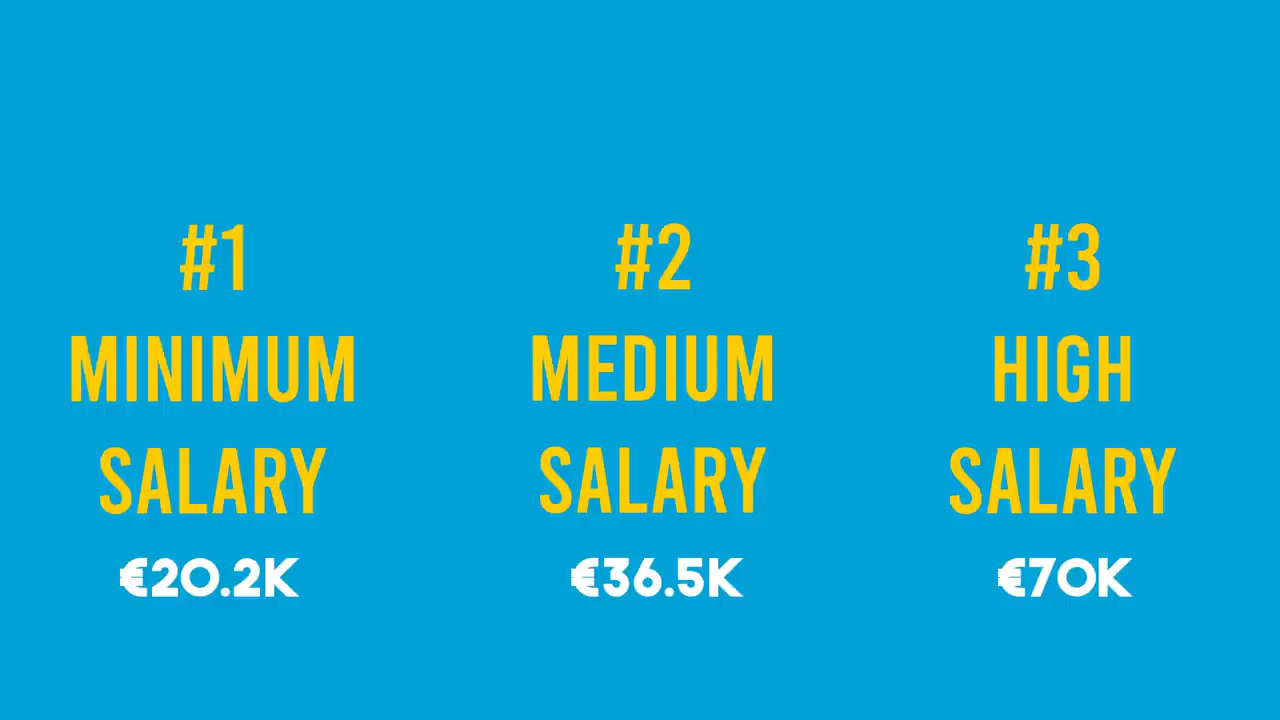 #1
MINIMUM
SALARY
€20.2K
#2
MEDIUM
SALARY
€36.5K
#3
HIGH
SALARY
€70K